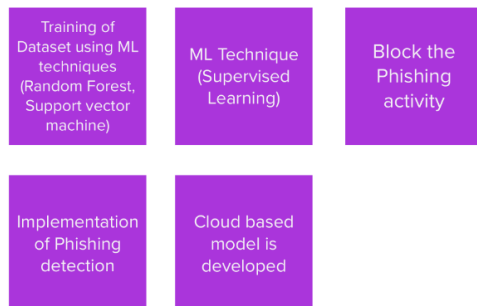 Training of
Dataset using ML
techniques
(Random Forest,
Support vector
machine)
ML Technique
(Supervised
Learning)
Block the
Phishing
activity
Implementation
of Phishing
detection
Cloud based
model is
developed